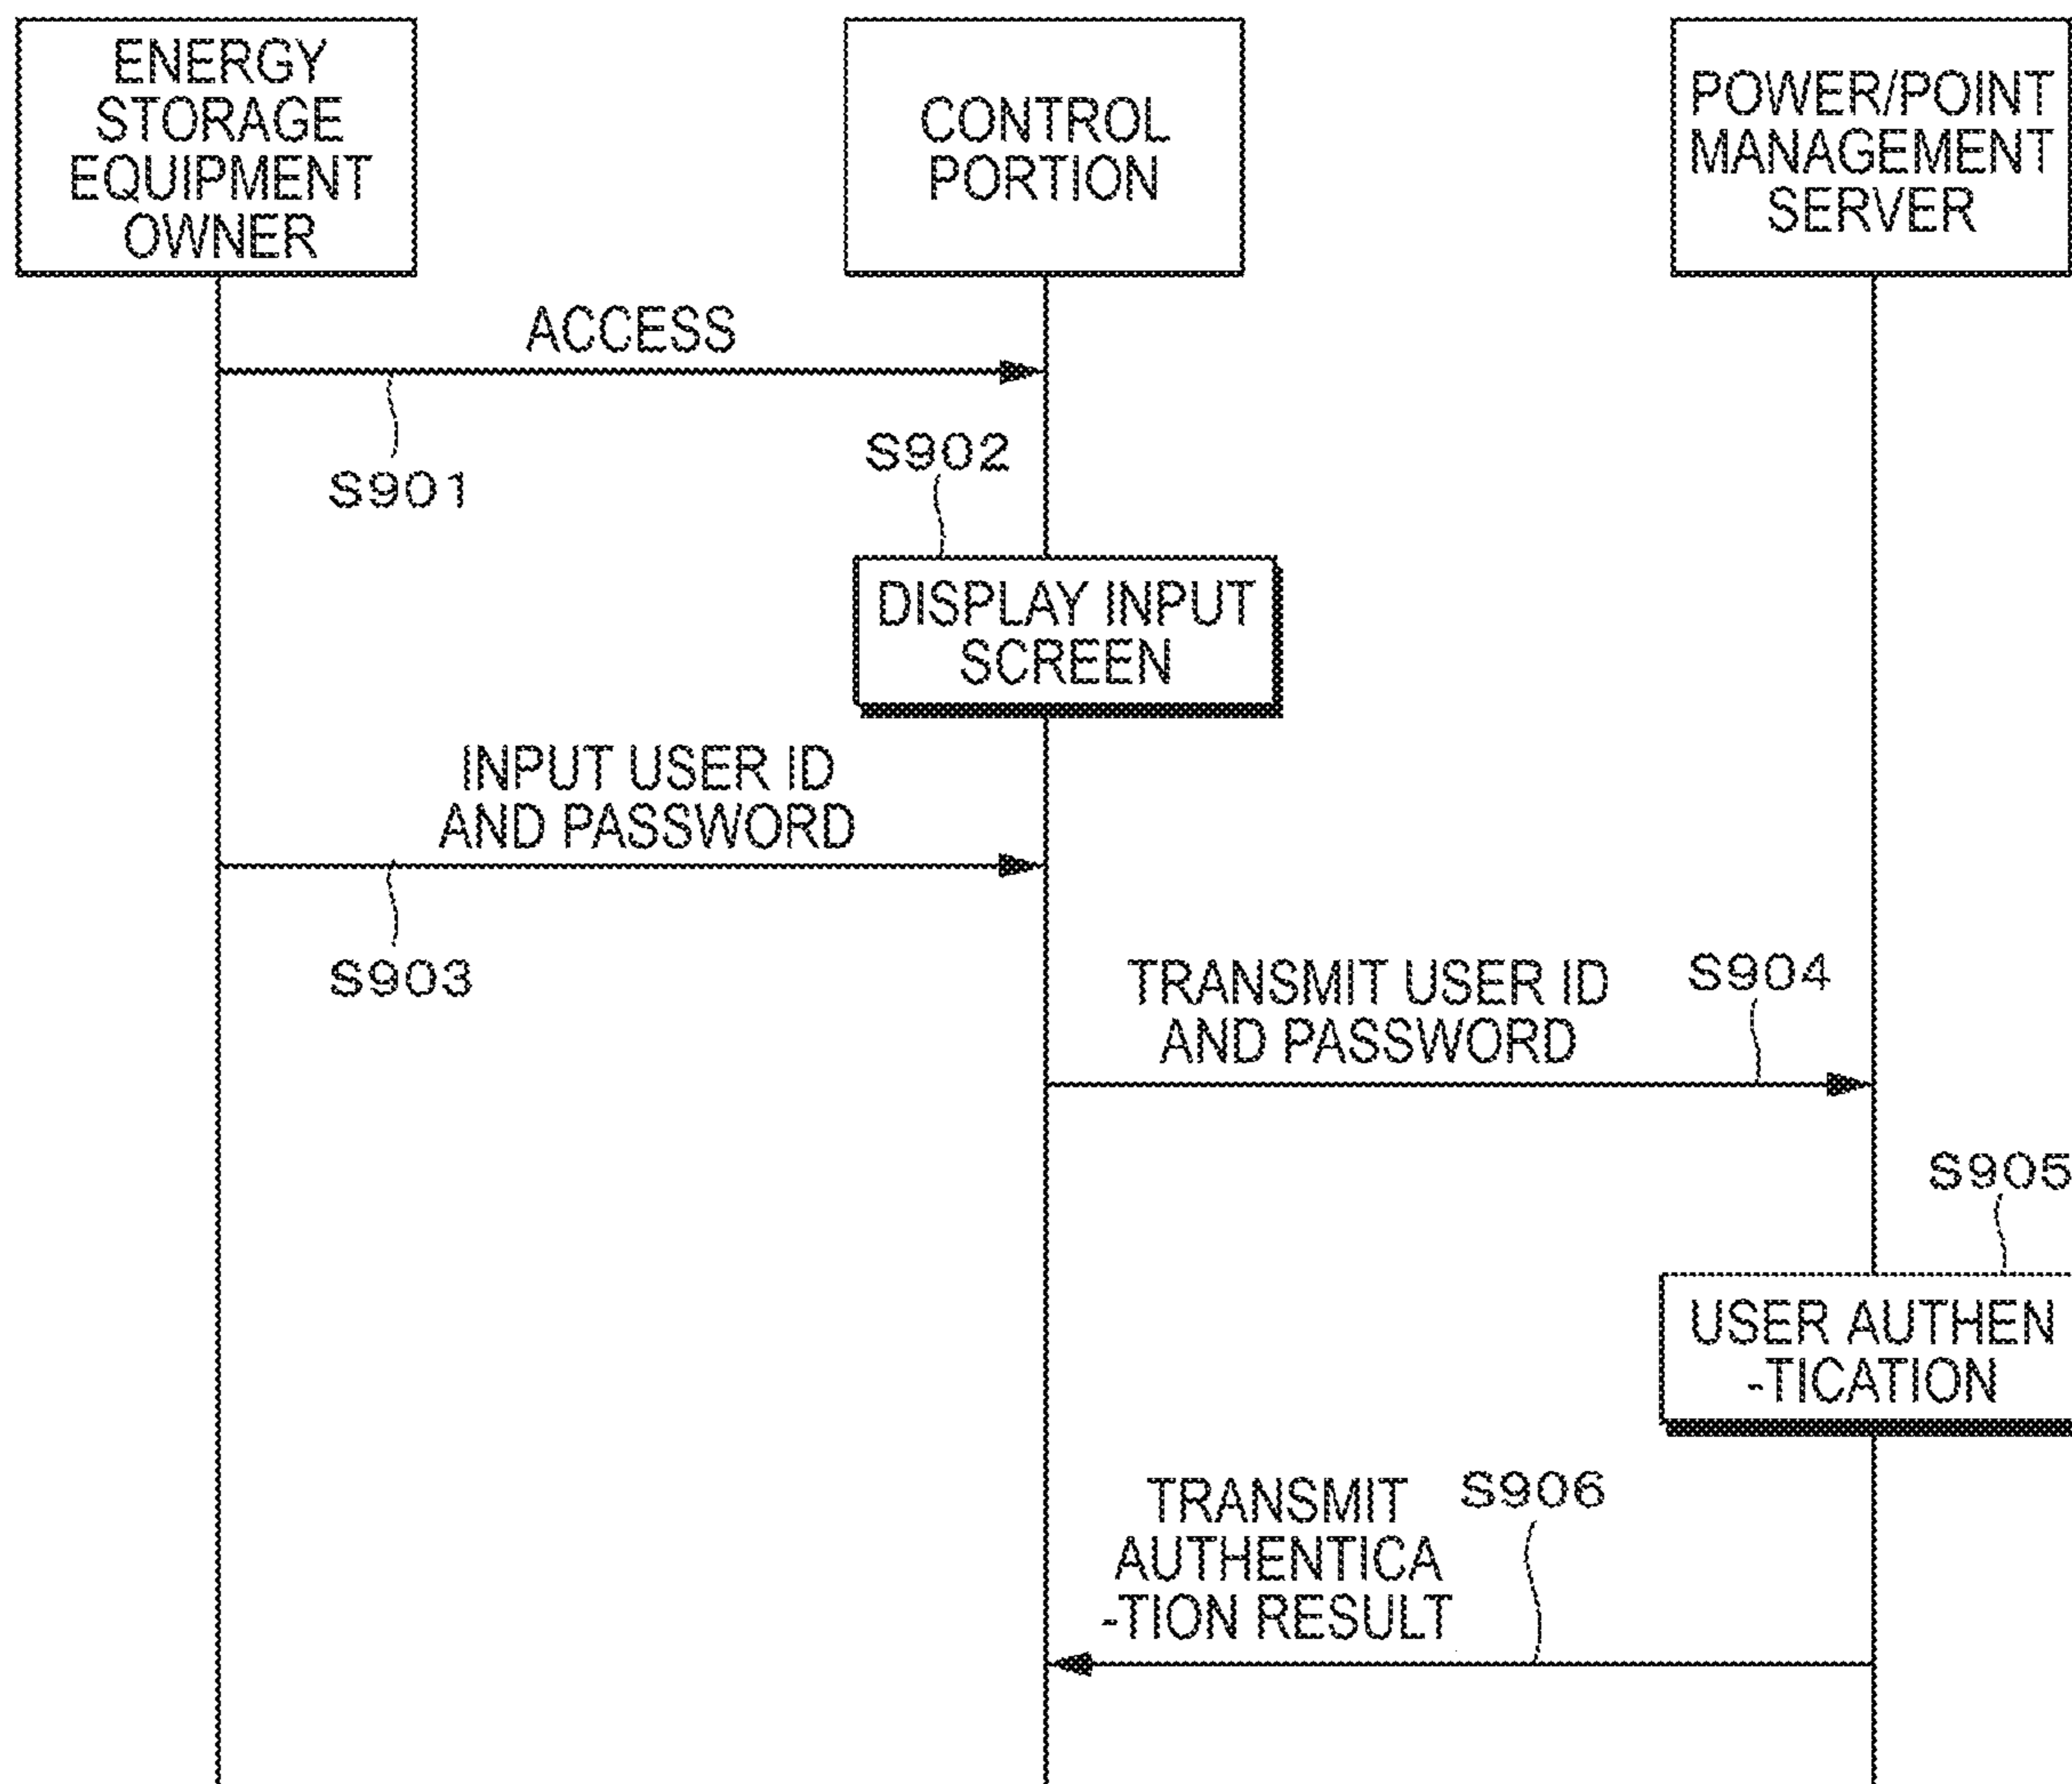 ENERGY
STORAGE
EQUIPMENT
OWNER
CONTROL
PORTION
POWER/POINT
MANAGEMENT
SERVER
ACCESS
S901
S902
DISPLAY INPUT
SCREEN
INPUT USER ID
AND PASSWORD
S903
TRANSMIT USER ID
AND PASSWORD
S904
S905
USER AUTHEN
-TICATION
TRANSMIT
AUTHENTICA
-TION RESULT
S906